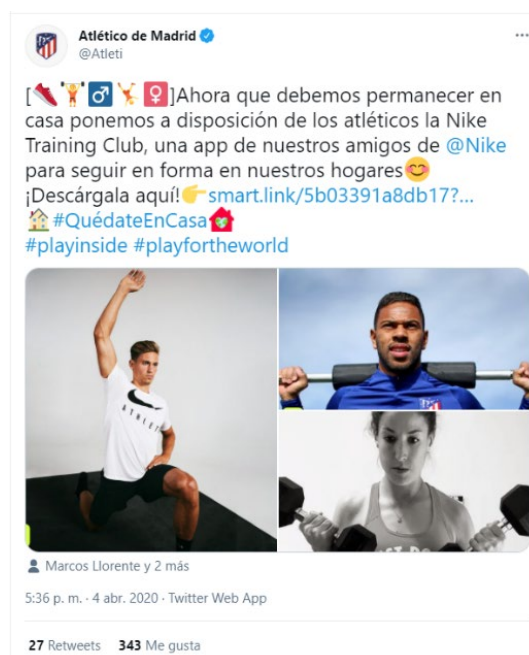 Atlético de Madrid
@Atleti
[👟🏋️♂🤸♀]Ahora que debemos permanecer en
casa ponemos a disposición de los atléticos la Nike
Training Club, una app de nuestros amigos de @Nike
para seguir en forma en nuestros hogares😊
¡Descárgala aquí!👉smart.link/5b03391a8db17?...
🏠#QuédateEnCasa
#playinside #playfortheworld
ATHLETE
Marcos Llorente y 2 más
5:36 p. m. · 4 abr. 2020 · Twitter Web App
27 Retweets 343 Me gusta